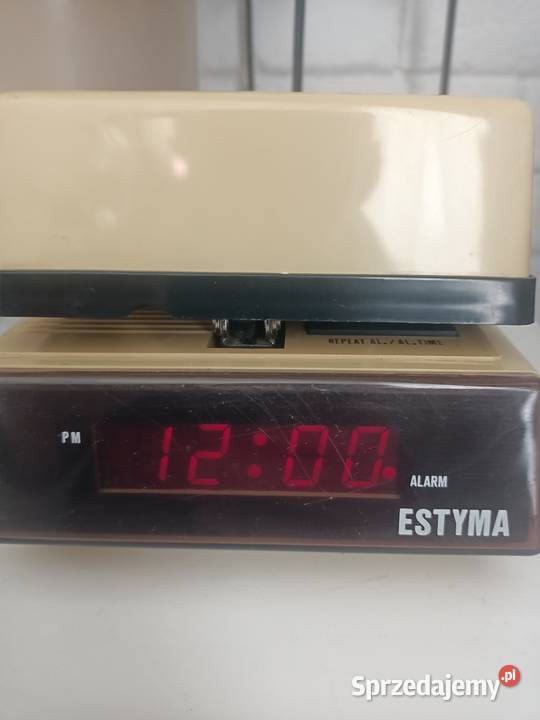 REPEAT AL./AL.TIME
PM
12:00.
ALARM
ESTYMA
Sprzedajemy.pl